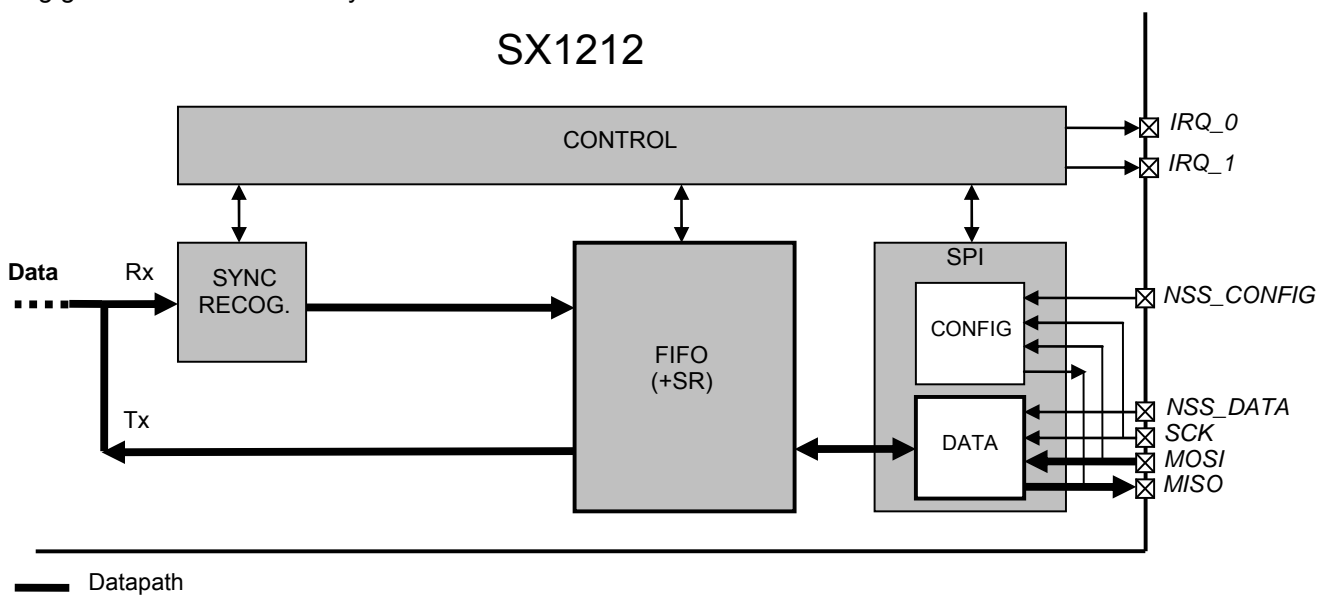 SX1212
CONTROL
IRQ_0
IRQ_1
Data
Rx
SYNC
RECOG.
Tx
FIFO
(+SR)
SPI
CONFIG
DATA
NSS_CONFIG
NSS_DATA
SCK
MOSI
MISO
Datapath